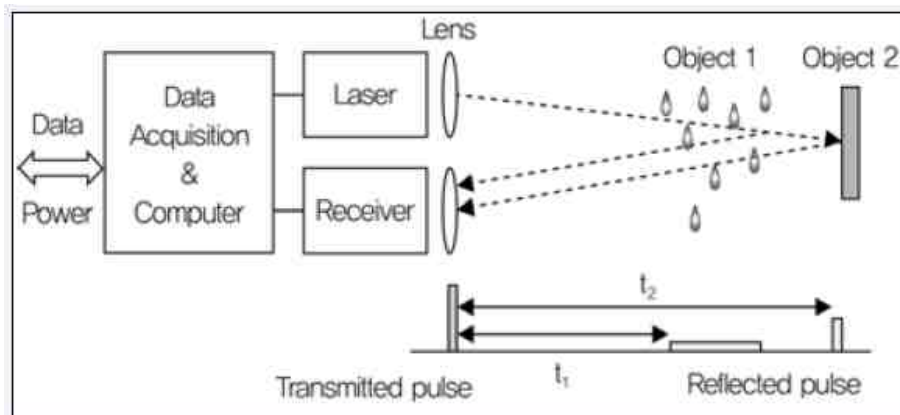 Lens
Object 1
Object 2
Data
Power
Data
Acquisition
&
Computer
Laser
Receiver
t2
t1
Transmitted pulse
Reflected pulse